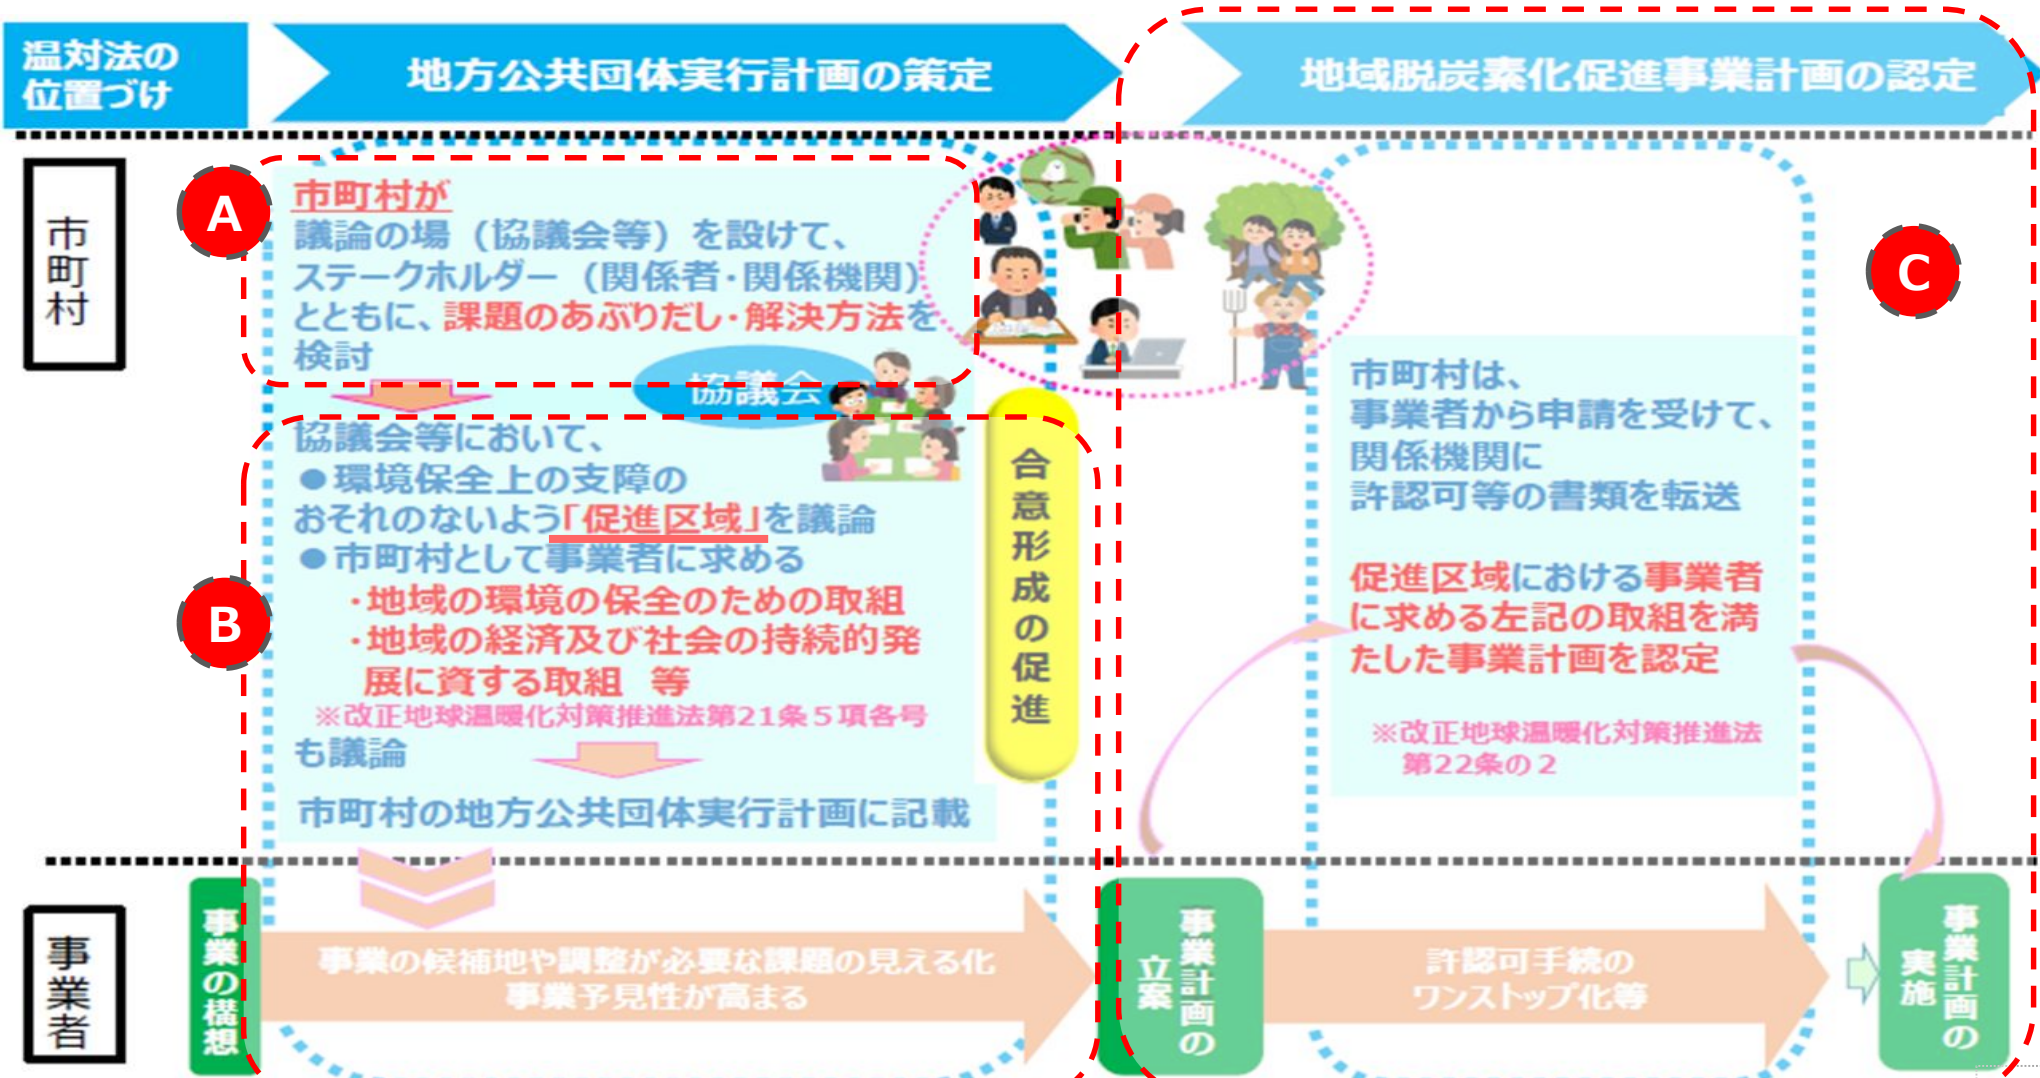 温対法の
位置づけ
地方公共団体実行計画の策定
地域脱炭素化促進事業計画の認定
市町村
A
市町村が
議論の場（協議会等）を設けて、
ステークホルダー（関係者・関係機関）
とともに、課題のあぶりだし・解決方法を
検討
協議会
B
協議会等において、
●環境保全上の支障の
おそれのないよう「促進区域」を議論
●市町村として事業者に求める
・地域の環境の保全のための取組
・地域の経済及び社会の持続的発
展に資する取組 等
※改正地球温暖化対策推進法第21条５項各号
も議論
市町村の地方公共団体実行計画に記載
合意形成の促進
C
市町村は、
事業者から申請を受けて、
関係機関に
許認可等の書類を転送
促進区域における事業者
に求める左記の取組を満
たした事業計画を認定
※改正地球温暖化対策推進法
第22条の２
事業者
事業の構想
事業の候補地や調整が必要な課題の見える化
事業予見性が高まる
事業計画の
立案
許認可手続の
ワンストップ化等
事業計画の
実施